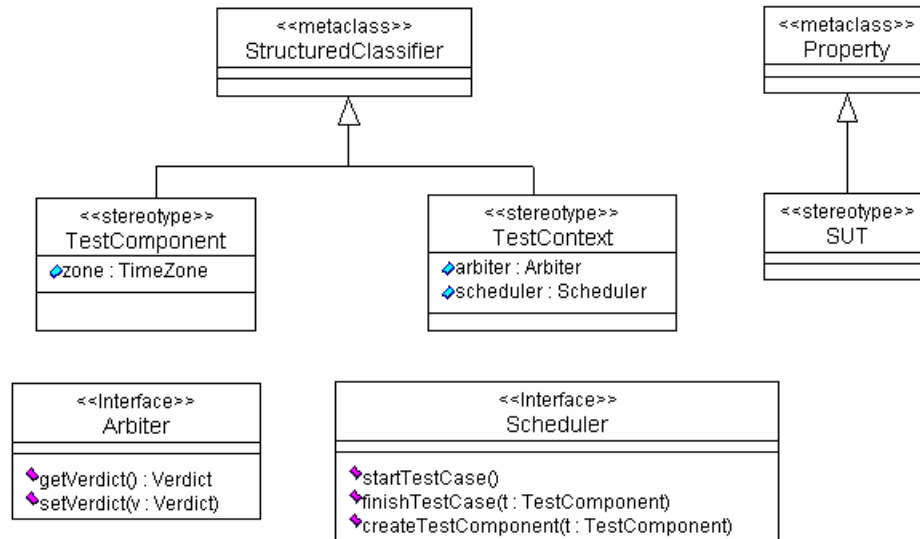 <<metaclass>>
StructuredClassifier
<<metaclass>>
Property
<<stereotype>>
TestComponent
zone : TimeZone
<<stereotype>>
TestContext
arbiter : Arbiter
scheduler : Scheduler
<<stereotype>>
SUT
<<Interface>>
Arbiter
getVerdict() : Verdict
setVerdict(v : Verdict)
<<Interface>>
Scheduler
startTestCase()
finishTestCase(t : TestComponent)
createTestComponent(t : TestComponent)